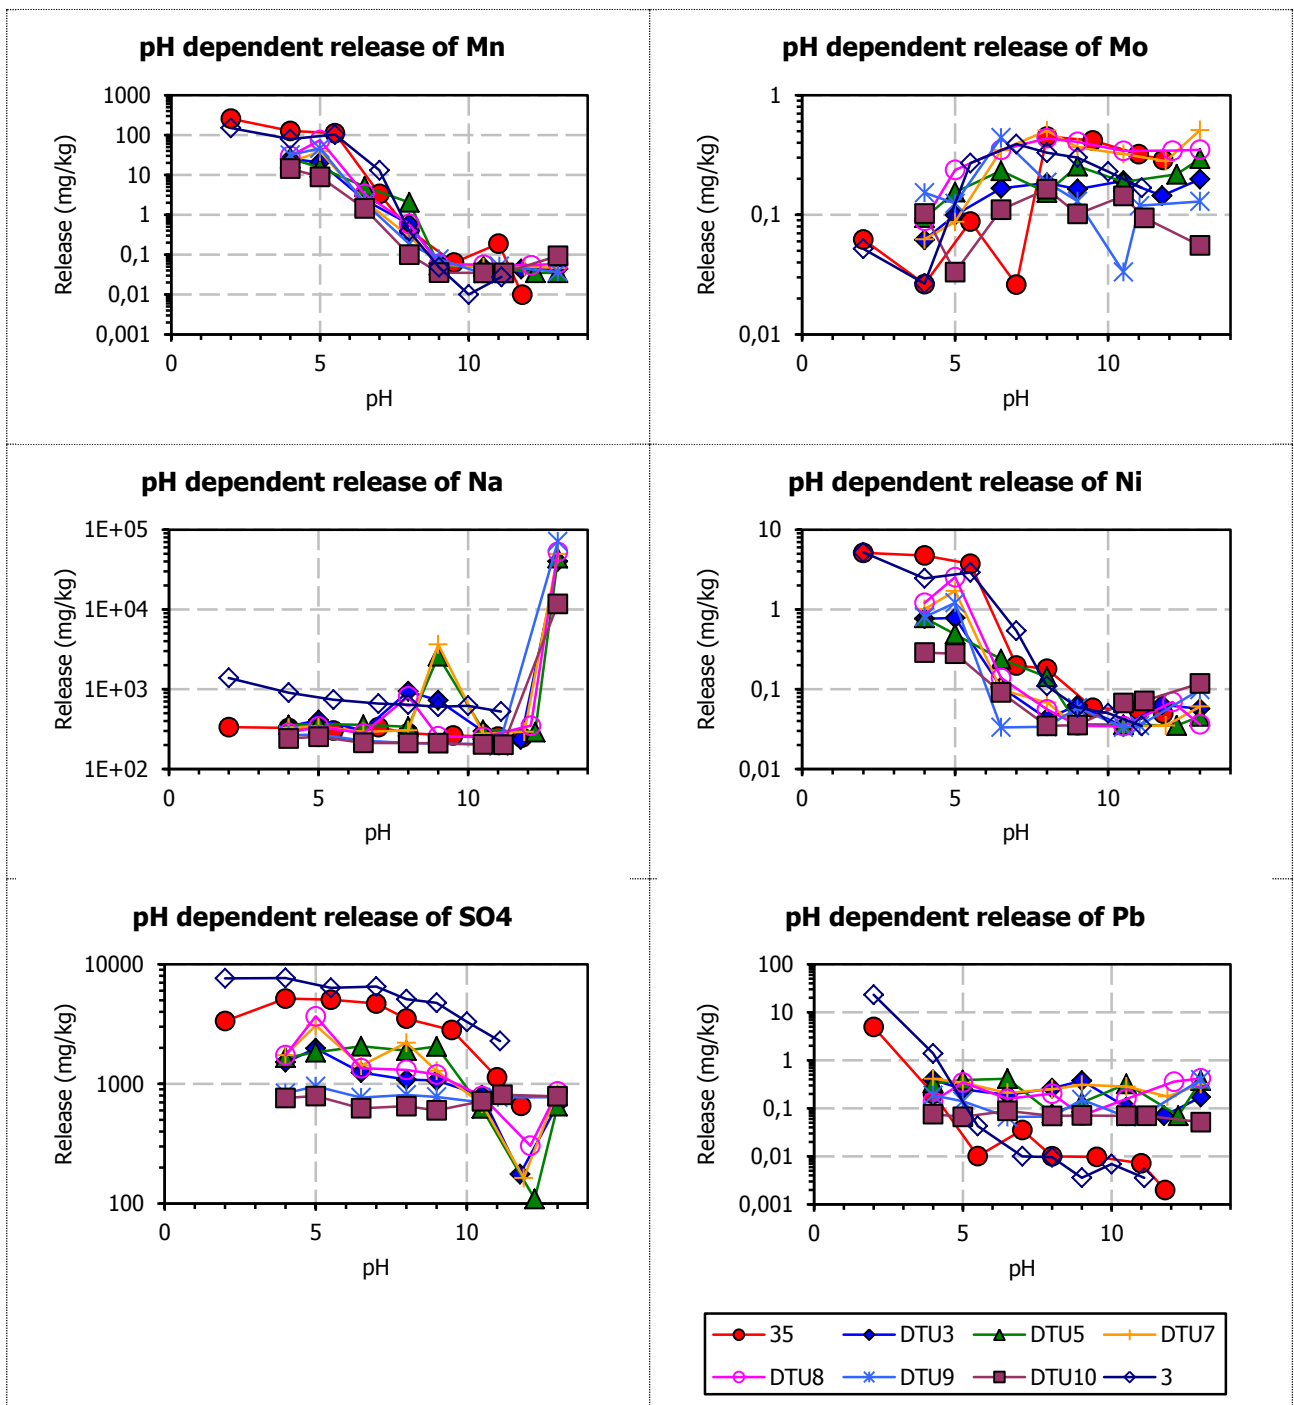 pH dependent release of Mn
1000
100
10
1
0,1
0,01
0,001
Release (mg/kg)
0 5 10
pH
pH dependent release of Mo
1
0,1
0,01
Release (mg/kg)
0 5 10
pH
pH dependent release of Na
1E+05
1E+04
1E+03
1E+02
Release (mg/kg)
0 5 10
pH
pH dependent release of Ni
10
1
0,1
0,01
Release (mg/kg)
0 5 10
pH
pH dependent release of SO4
10000
1000
100
Release (mg/kg)
0 5 10
pH
pH dependent release of Pb
100
10
1
0,1
0,01
0,001
Release (mg/kg)
0 5 10
pH
35 DTU3 DTU5 DTU7
DTU8 DTU9 DTU10 3